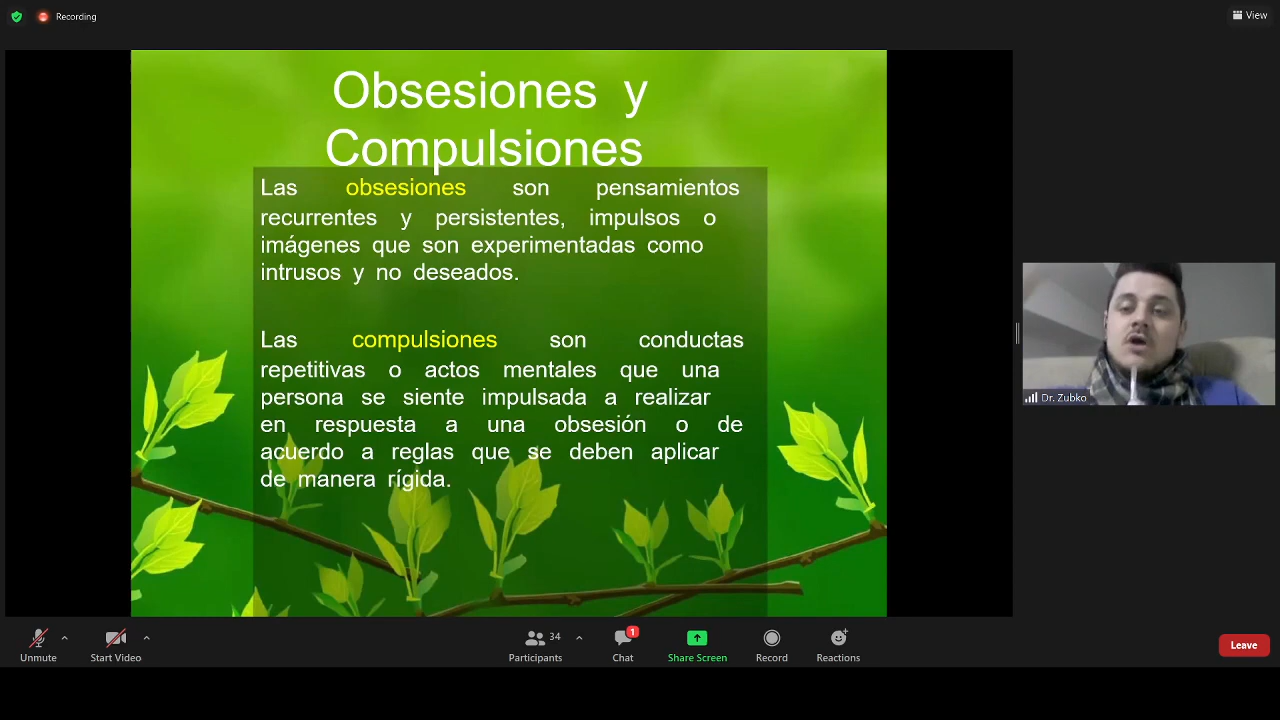 Recording
View
Obsesiones y
Compulsiones
Las obsesiones son pensamientos
recurrentes y persistentes, impulsos o
imágenes que son experimentadas como
intrusos y no deseados.
Las compulsiones son conductas
repetitivas o actos mentales que una
persona se siente impulsada a realizar
en respuesta a una obsesión o de
acuerdo a reglas que se deben aplicar
de manera rígida.
Dr. Zubko
Unmute
Start Video
34
Participants
1
Chat
Share Screen
Record
Reactions
Leave